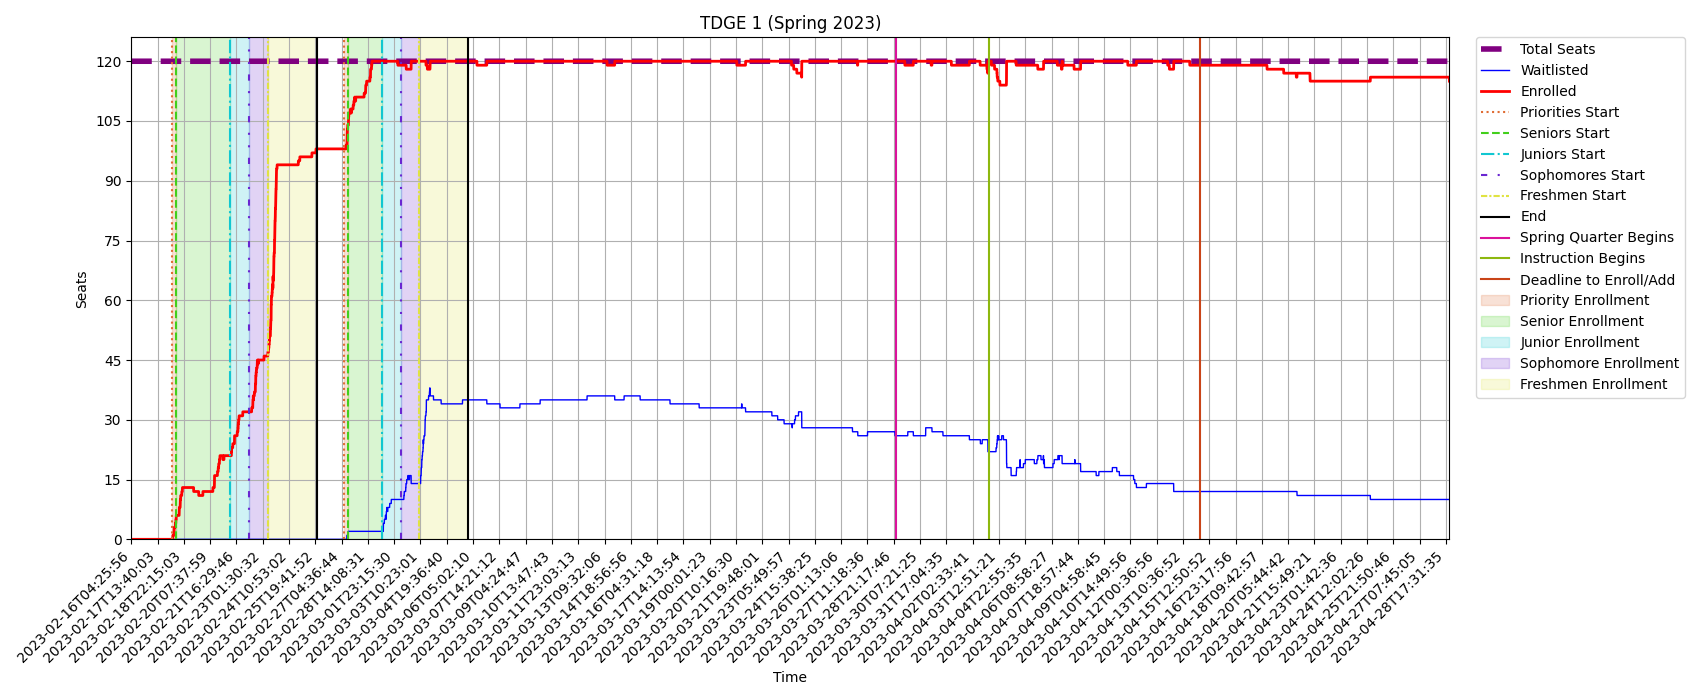 TDGE 1 (Spring 2023)
Seats
120
105
90
75
60
45
30
15
0
2023-02-16T04:25:56
2023-02-17T13:40:03
2023-02-18T22:15:03
2023-02-20T07:37:59
2023-02-21T16:29:46
2023-02-23T01:30:32
2023-02-24T10:53:02
2023-02-25T19:41:52
2023-02-27T04:36:44
2023-02-28T14:08:31
2023-03-01T23:15:30
2023-03-03T10:23:01
2023-03-04T19:36:40
2023-03-06T05:02:10
2023-03-07T14:21:12
2023-03-09T04:24:47
2023-03-10T13:47:43
2023-03-11T23:03:13
2023-03-13T09:32:06
2023-03-14T18:56:56
2023-03-16T04:31:18
2023-03-17T14:13:54
2023-03-19T00:01:23
2023-03-20T10:16:30
2023-03-21T19:48:01
2023-03-23T05:49:57
2023-03-24T15:38:25
2023-03-26T01:13:06
2023-03-27T11:18:36
2023-03-28T21:17:46
2023-03-30T07:21:25
2023-03-31T17:04:35
2023-04-02T02:33:41
2023-04-03T12:51:21
2023-04-04T22:55:35
2023-04-06T08:58:27
2023-04-07T18:57:44
2023-04-09T04:58:45
2023-04-10T14:49:56
2023-04-12T00:36:56
2023-04-13T10:36:52
2023-04-15T12:50:52
2023-04-16T23:17:56
2023-04-18T09:42:57
2023-04-20T05:44:42
2023-04-21T15:49:21
2023-04-23T01:42:36
2023-04-24T12:02:26
2023-04-25T21:50:46
2023-04-27T07:45:05
2023-04-28T17:31:35
Time
Total Seats
Waitlisted
Enrolled
Priorities Start
Seniors Start
Juniors Start
Sophomores Start
Freshmen Start
End
Spring Quarter Begins
Instruction Begins
Deadline to Enroll/Add
Priority Enrollment
Senior Enrollment
Junior Enrollment
Sophomore Enrollment
Freshmen Enrollment